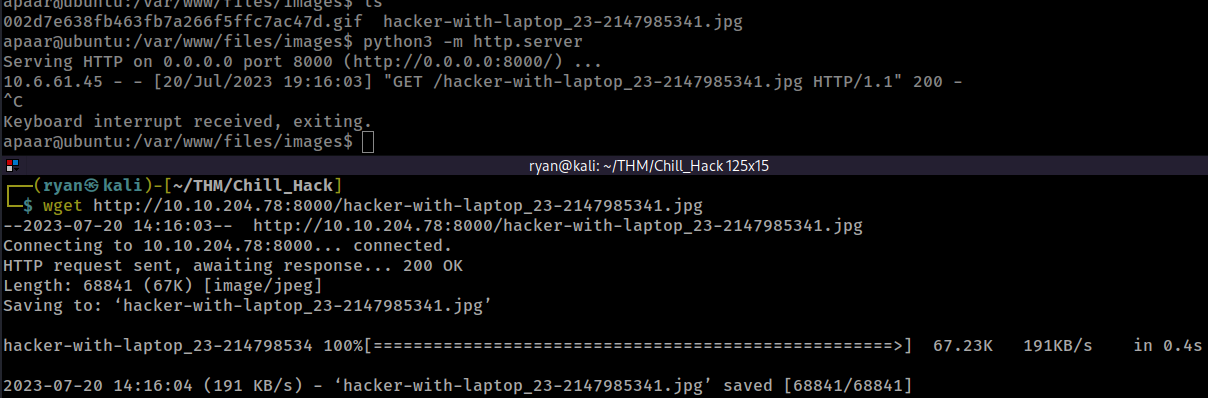 apaar@ubuntu:/var/www/files/images$ ls
002d7e638fb463fb7a266f5ffc7ac47d.gif  hacker-with-laptop_23-2147985341.jpg
apaar@ubuntu:/var/www/files/images$ python3 -m http.server
Serving HTTP on 0.0.0.0 port 8000 (http://0.0.0.0:8000/) ...
10.6.61.45 - - [20/Jul/2023 19:16:03] "GET /hacker-with-laptop_23-2147985341.jpg HTTP/1.1" 200 -
^C
Keyboard interrupt received, exiting.
apaar@ubuntu:/var/www/files/images$
ryan@kali: ~/THM/Chill_Hack 125x15
(ryan㉿kali)-[~/THM/Chill_Hack]
$ wget http://10.10.204.78:8000/hacker-with-laptop_23-2147985341.jpg
--2023-07-20 14:16:03--  http://10.10.204.78:8000/hacker-with-laptop_23-2147985341.jpg
Connecting to 10.10.204.78:8000... connected.
HTTP request sent, awaiting response... 200 OK
Length: 68841 (67K) [image/jpeg]
Saving to: ‘hacker-with-laptop_23-2147985341.jpg’
hacker-with-laptop_23-214798534 100%[====================================================>]  67.23K   191KB/s    in 0.4s
2023-07-20 14:16:04 (191 KB/s) - ‘hacker-with-laptop_23-2147985341.jpg’ saved [68841/68841]